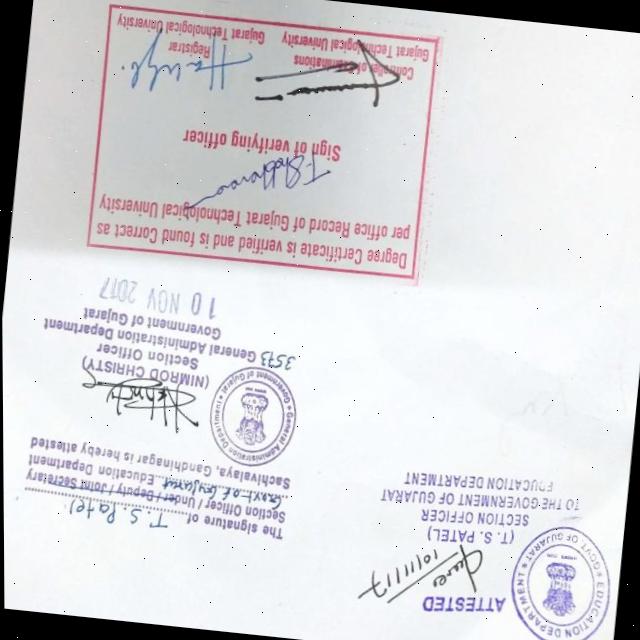 ATTESTED
10/11/17
(T. S. PATEL)
SECTION OFFICER
TO THE GOVERNMENT OF GUJARAT
EDUCATION DEPARTMENT
EDUCATION DEPARTMENT
GOVT OF GUJARAT
The signature of T. S. Patel
Section Officer / Under / Deputy / Joint Secretary
Govt of Gujarat Education Department
Sachivalaya, Gandhinagar is hereby attested
General Administration Department
Government of Gujarat
(NIMROD CHRISTY)
Section Officer
3573 General Administration Department
Government of Gujarat
10 NOV 2017
Degree Certificate is verified and is found Correct as
per office Record of Gujarat Technological University
Sign of verifying officer
Controller of Examinations
Gujarat Technological University
Registrar
Gujarat Technological University